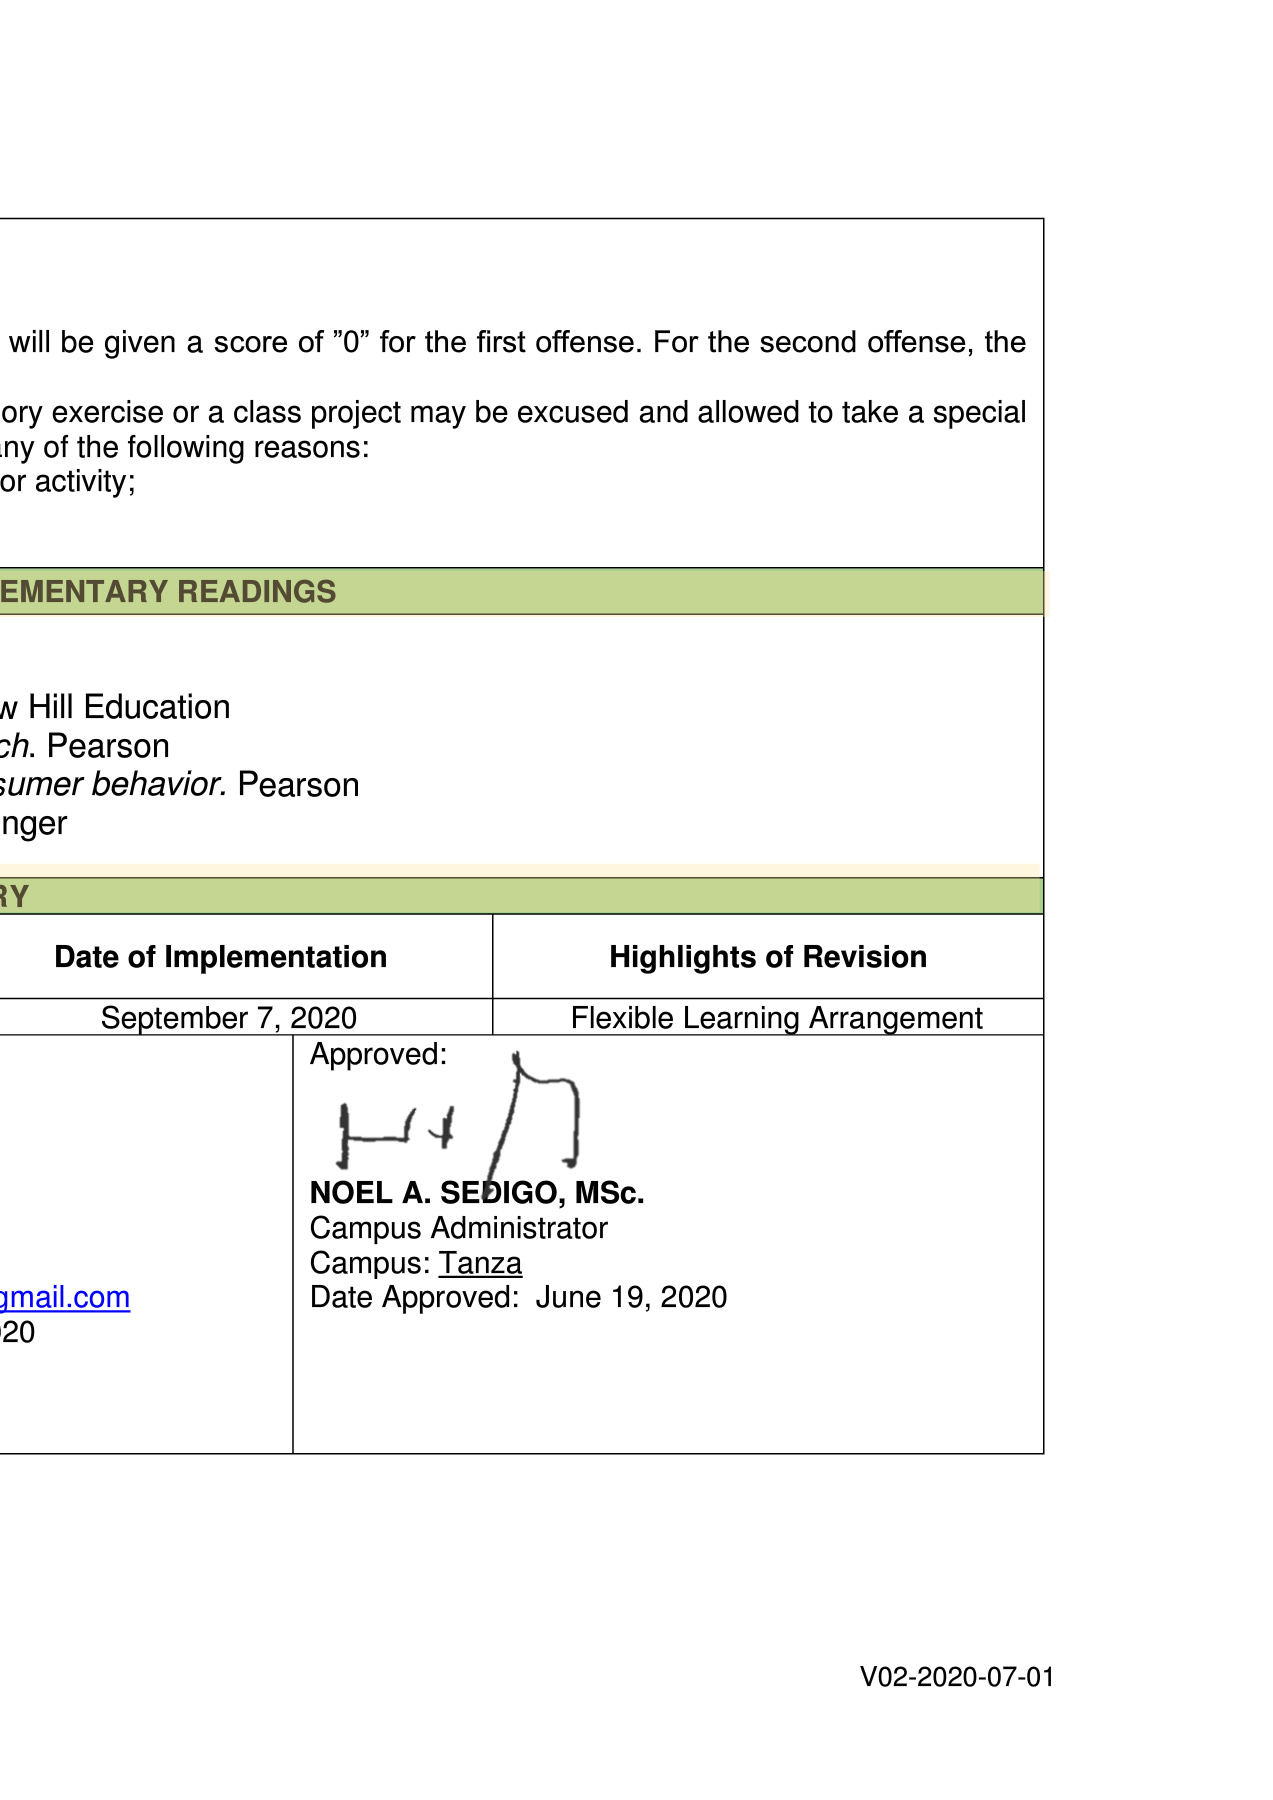 will be given a score of ”0” for the first offense. For the second offense, the
ory exercise or a class project may be excused and allowed to take a special
any of the following reasons:
or activity;
EMENTARY READINGS
w Hill Education
ch. Pearson
sumer behavior. Pearson
nger
RY
Date of Implementation
Highlights of Revision
September 7, 2020
Flexible Learning Arrangement
Approved:
NOEL A. SEDIGO, MSc.
Campus Administrator
Campus: Tanza
gmail.com
Date Approved: June 19, 2020
020
V02-2020-07-01